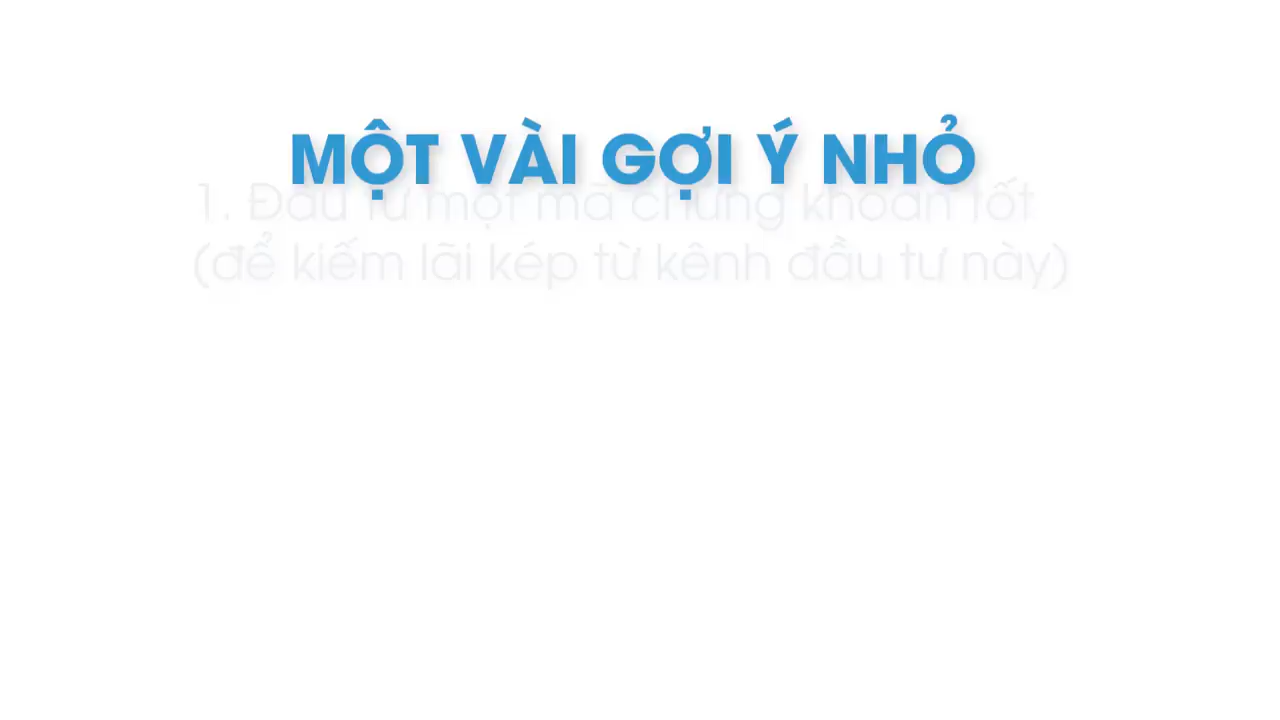 MỘT VÀI GỢI Ý NHỎ
1. Đầu tư một mã chứng khoán tốt
(để kiếm lãi kép từ kênh đầu tư này)